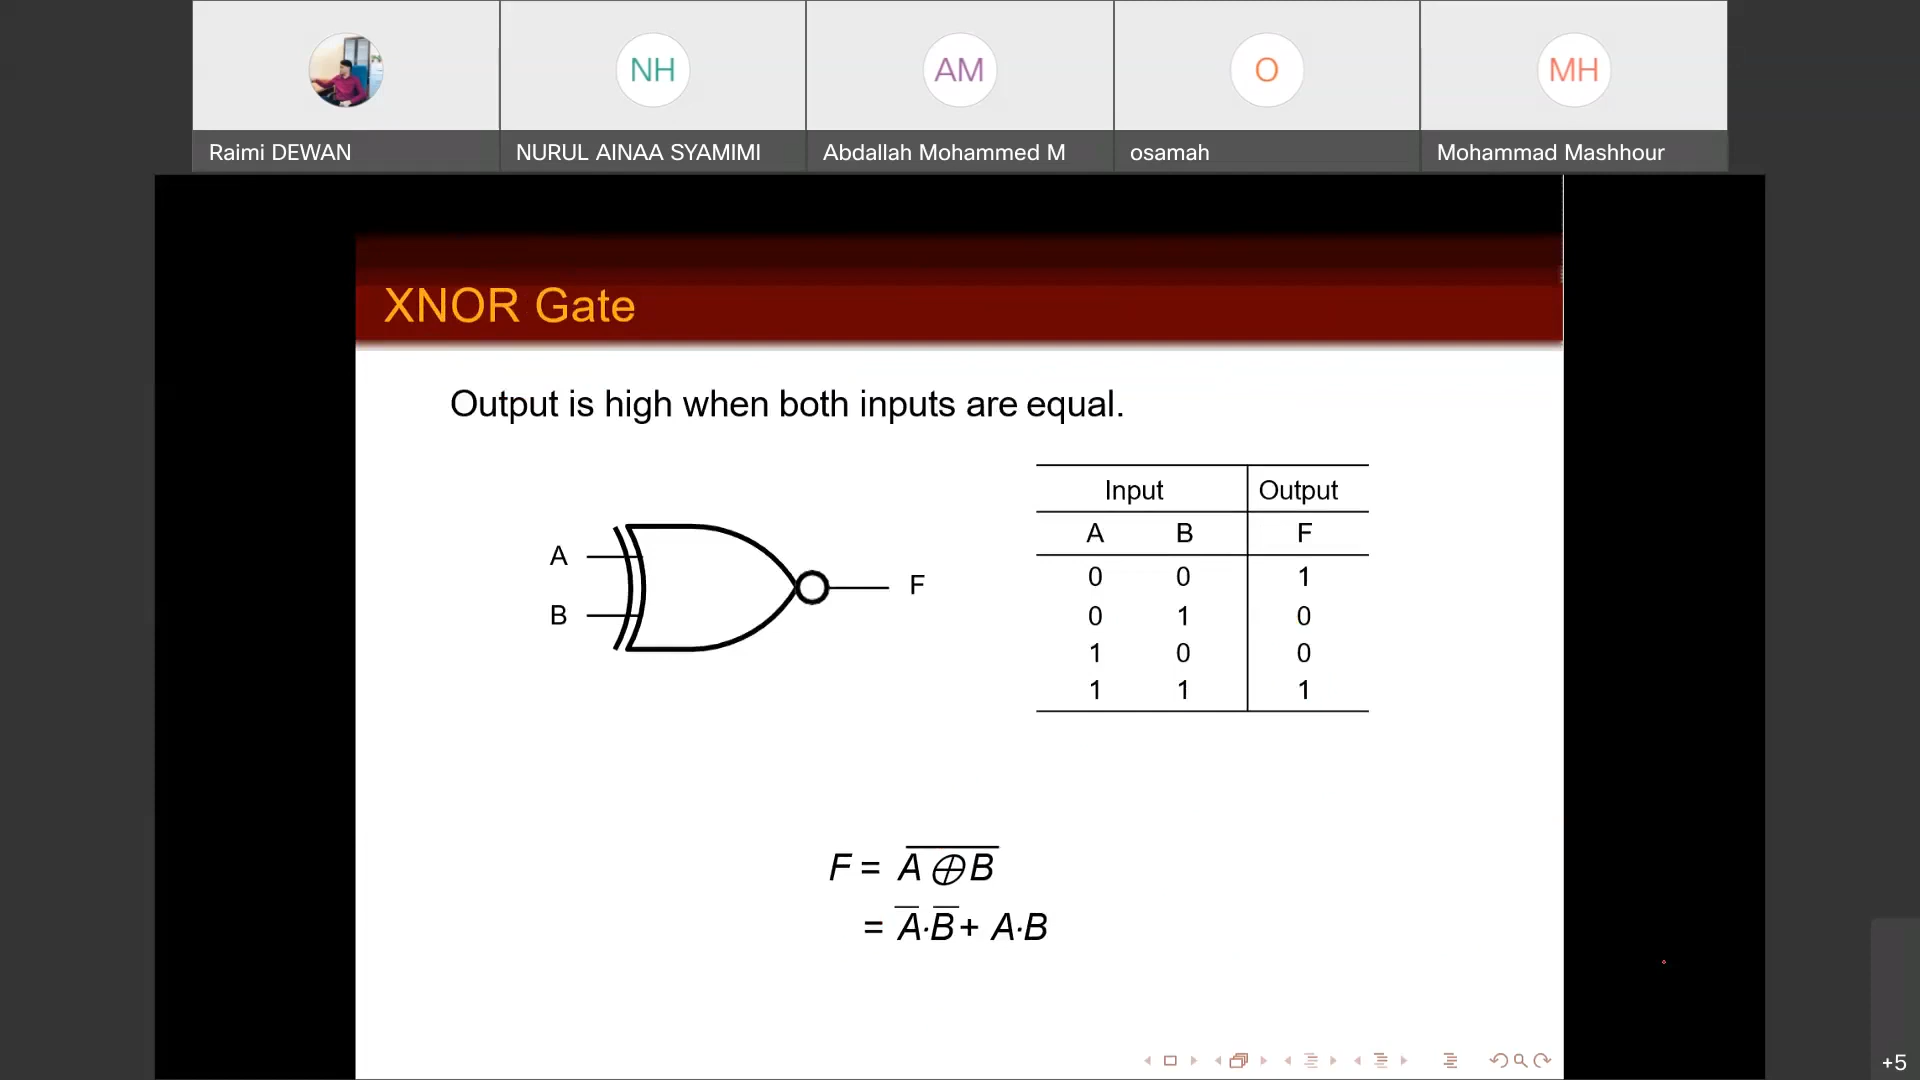 NH
AM
O
MH
Raimi DEWAN
NURUL AINAA SYAMIMI
Abdallah Mohammed M
osamah
Mohammad Mashhour
XNOR Gate
Output is high when both inputs are equal.
A
B
F
Input Output
A B F
0 0 1
0 1 0
1 0 0
1 1 1
F = A̅ ̅⊕̅ ̅B̅
= A̅·B̅ + A·B
+5